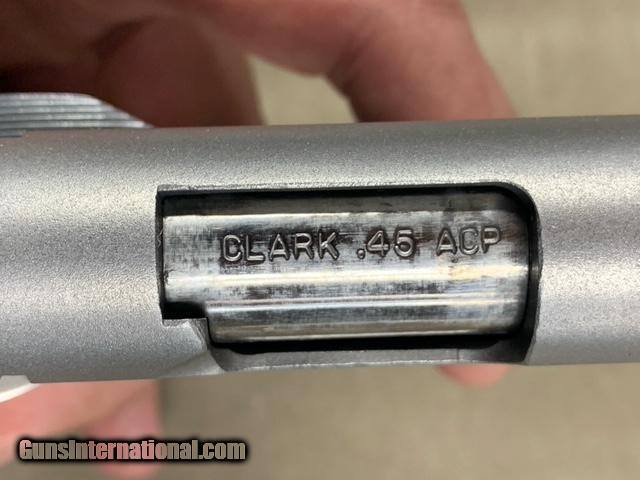 CLARK .45 ACP
GunsInternational.com